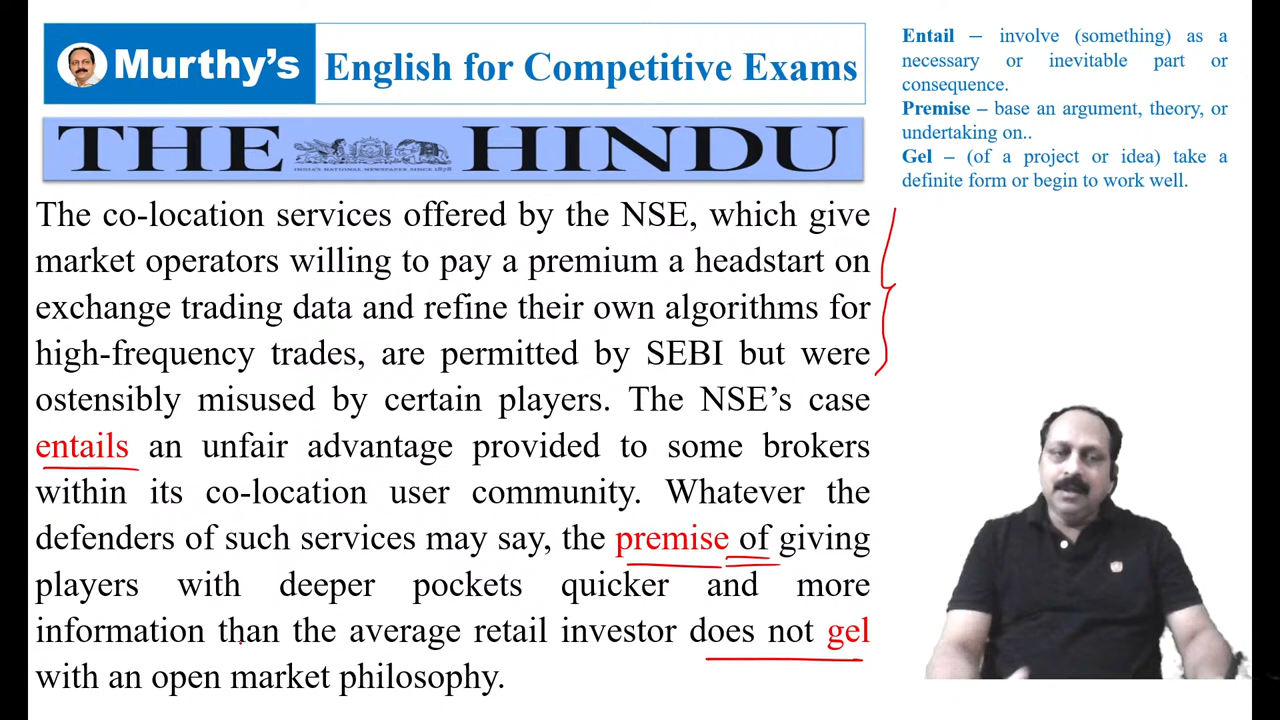 Murthy's
English for Competitive Exams
THE HINDU
INDIA'S NATIONAL NEWSPAPER SINCE 1878
Entail – involve (something) as a
necessary or inevitable part or
consequence.
Premise – base an argument, theory, or
undertaking on..
Gel – (of a project or idea) take a
definite form or begin to work well.
The co-location services offered by the NSE, which give
market operators willing to pay a premium a headstart on
exchange trading data and refine their own algorithms for
high-frequency trades, are permitted by SEBI but were
ostensibly misused by certain players. The NSE's case
entails an unfair advantage provided to some brokers
within its co-location user community. Whatever the
defenders of such services may say, the premise of giving
players with deeper pockets quicker and more
information than the average retail investor does not gel
with an open market philosophy.